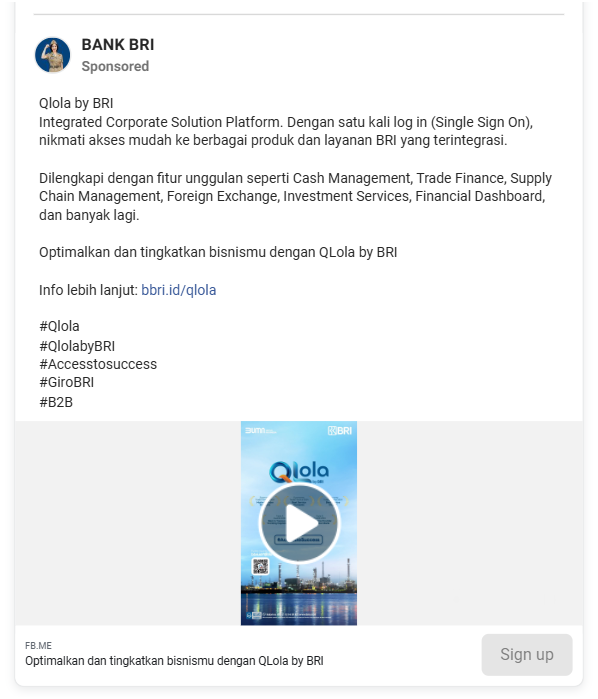 BANK BRI
Sponsored
Qlola by BRI
Integrated Corporate Solution Platform. Dengan satu kali log in (Single Sign On),
nikmati akses mudah ke berbagai produk dan layanan BRI yang terintegrasi.
Dilengkapi dengan fitur unggulan seperti Cash Management, Trade Finance, Supply
Chain Management, Foreign Exchange, Investment Services, Financial Dashboard,
dan banyak lagi.
Optimalkan dan tingkatkan bisnismu dengan QLola by BRI
Info lebih lanjut: bbri.id/qlola
#Qlola
#QlolabyBRI
#Accesstosuccess
#GiroBRI
#B2B
BRI
Qlola
by BRI
FB.ME
Optimalkan dan tingkatkan bisnismu dengan QLola by BRI
Sign up